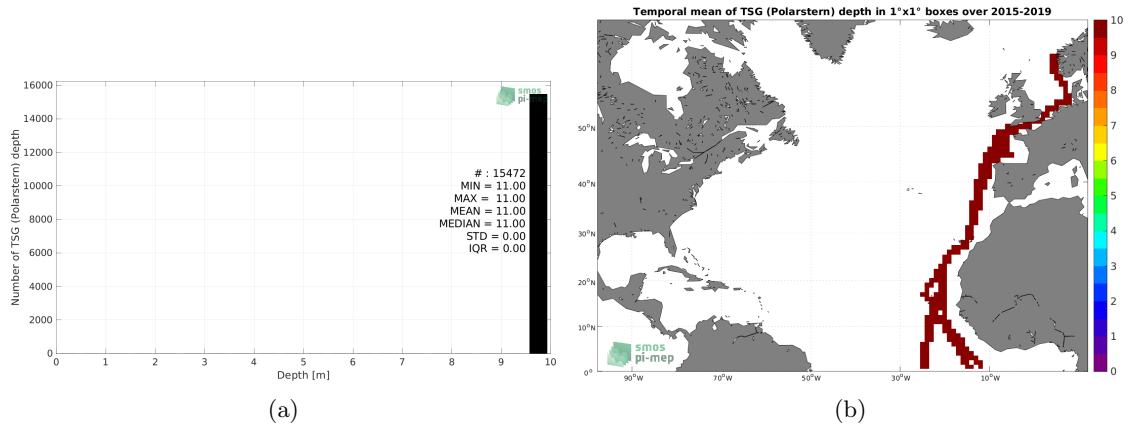 Number of TSG (Polarstern) depth
16000
14000
12000
10000
8000
6000
4000
2000
0
smos
pi-mep
# : 15472
MIN = 11.00
MAX = 11.00
MEAN = 11.00
MEDIAN = 11.00
STD = 0.00
IQR = 0.00
0 1 2 3 4 5 6 7 8 9 10
Depth [m]
(a)
Temporal mean of TSG (Polarstern) depth in 1°x1° boxes over 2015-2019
50°N
40°N
30°N
20°N
10°N
0°
90°W 70°W 50°W 30°W 10°W
smos
pi-mep
10
9
8
7
6
5
4
3
2
1
0
(b)